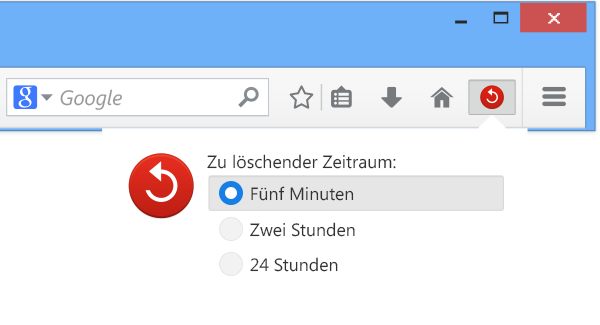 g Google
Zu löschender Zeitraum:
Fünf Minuten
Zwei Stunden
24 Stunden